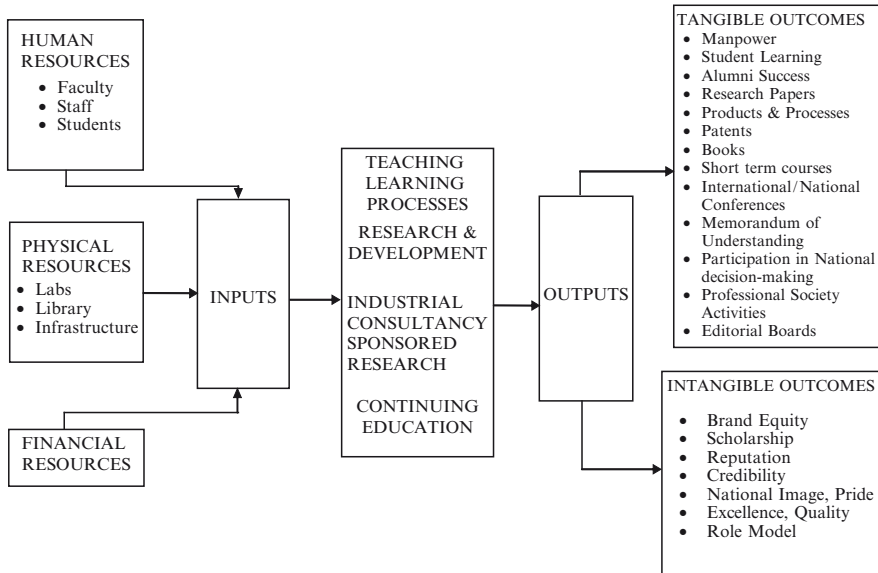 HUMAN
RESOURCES
• Faculty
• Staff
• Students
PHYSICAL
RESOURCES
• Labs
• Library
• Infrastructure
FINANCIAL
RESOURCES
INPUTS
TEACHING
LEARNING
PROCESSES
RESEARCH &
DEVELOPMENT
INDUSTRIAL
CONSULTANCY
SPONSORED
RESEARCH
CONTINUING
EDUCATION
OUTPUTS
TANGIBLE OUTCOMES
• Manpower
• Student Learning
• Alumni Success
• Research Papers
• Products & Processes
• Patents
• Books
• Short term courses
• International/National
Conferences
• Memorandum of
Understanding
• Participation in National
decision-making
• Professional Society
Activities
• Editorial Boards
INTANGIBLE OUTCOMES
• Brand Equity
• Scholarship
• Reputation
• Credibility
• National Image, Pride
• Excellence, Quality
• Role Model